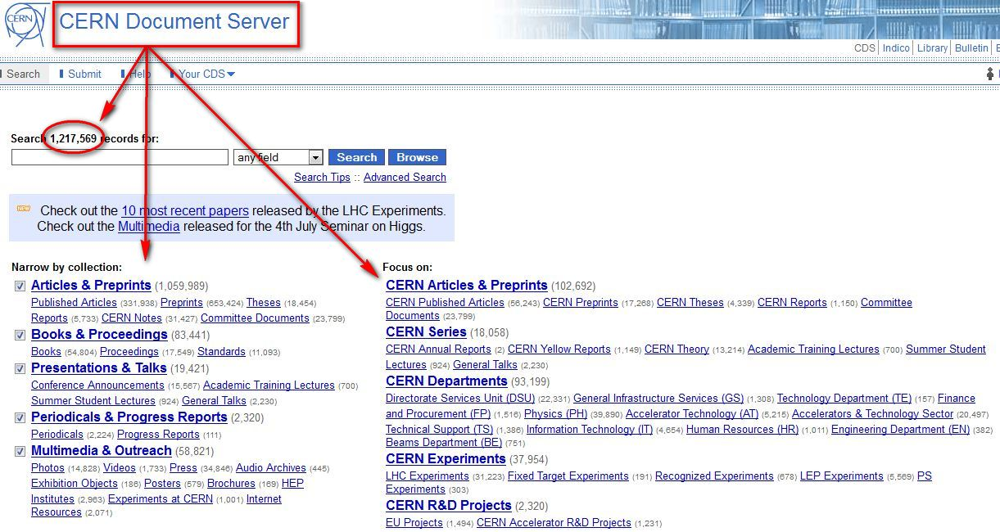 CERN
CERN Document Server
CDS Indico Library Bulletin
Search Submit Help Your CDS
Search 1,217,569 records for:
any field Search Browse
Search Tips :: Advanced Search
NEW Check out the 10 most recent papers released by the LHC Experiments.
Check out the Multimedia released for the 4th July Seminar on Higgs.
Narrow by collection:
Articles & Preprints (1,059,989)
Published Articles (331,938) Preprints (653,424) Theses (18,454)
Reports (5,733) CERN Notes (31,427) Committee Documents (23,799)
Books & Proceedings (83,441)
Books (54,804) Proceedings (17,549) Standards (11,093)
Presentations & Talks (19,421)
Conference Announcements (15,567) Academic Training Lectures (700)
Summer Student Lectures (924) General Talks (2,230)
Periodicals & Progress Reports (2,320)
Periodicals (2,224) Progress Reports (111)
Multimedia & Outreach (58,821)
Photos (14,828) Videos (1,733) Press (34,846) Audio Archives (445)
Exhibition Objects (186) Posters (579) Brochures (169) HEP
Institutes (2,963) Experiments at CERN (1,001) Internet
Resources (2,071)
Focus on:
CERN Articles & Preprints (102,692)
CERN Published Articles (56,243) CERN Preprints (17,268) CERN Theses (4,339) CERN Reports (1,150) Committee
Documents (23,799)
CERN Series (18,058)
CERN Annual Reports (2) CERN Yellow Reports (1,149) CERN Theory (13,214) Academic Training Lectures (700) Summer Student
Lectures (924) General Talks (2,230)
CERN Departments (93,199)
Directorate Services Unit (DSU) (22,331) General Infrastructure Services (GS) (1,308) Technology Department (TE) (157) Finance
and Procurement (FP) (1,516) Physics (PH) (39,890) Accelerator Technology (AT) (5,215) Accelerators & Technology Sector (20,497)
Technical Support (TS) (1,386) Information Technology (IT) (4,654) Human Resources (HR) (1,011) Engineering Department (EN) (382)
Beams Department (BE) (751)
CERN Experiments (37,954)
LHC Experiments (31,223) Fixed Target Experiments (191) Recognized Experiments (678) LEP Experiments (5,569) PS
Experiments (303)
CERN R&D Projects (2,320)
EU Projects (1,494) CERN Accelerator R&D Projects (1,231)